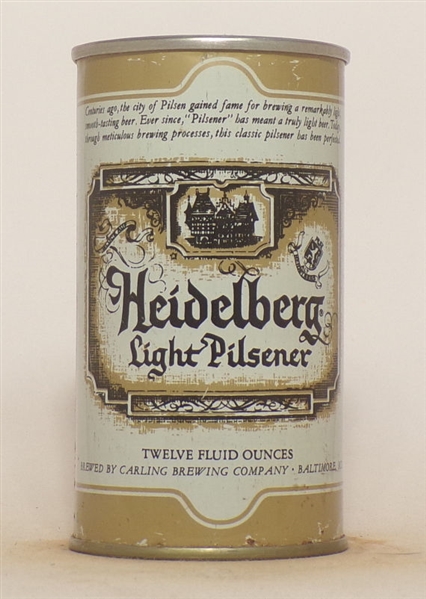 Centuries ago, the city of Pilsen gained fame for brewing a remarkably
smooth-tasting beer. Ever since, "Pilsener" has meant a truly light beer.
through meticulous brewing processes, this classic pilsener has been
Heidelberg®
Light Pilsener
TWELVE FLUID OUNCES
BREWED BY CARLING BREWING COMPANY • BALTIMORE,